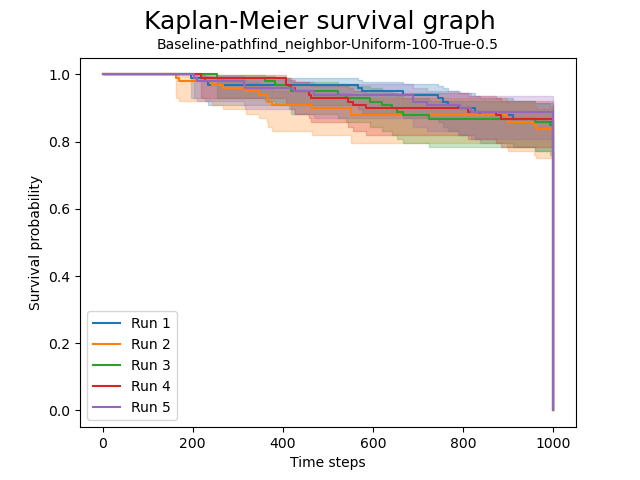 Kaplan-Meier survival graph
Baseline-pathfind_neighbor-Uniform-100-True-0.5
Survival probability
1.0
0.8
0.6
0.4
0.2
0.0
Run 1
Run 2
Run 3
Run 4
Run 5
0 200 400 600 800 1000
Time steps